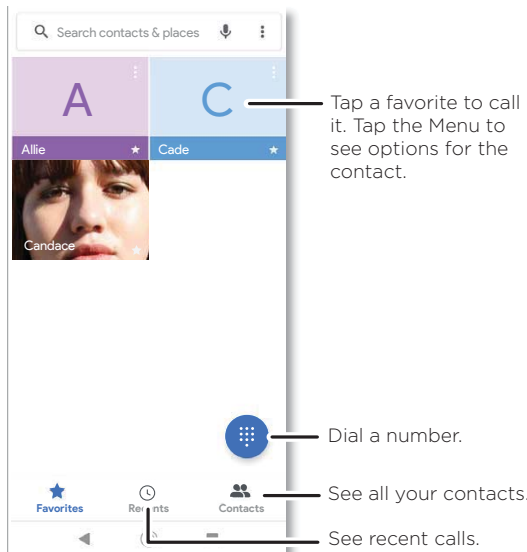 Search contacts & places
A
C
Tap a favorite to call
it. Tap the Menu to
see options for the
contact.
Allie
Cade
Candace
Dial a number.
Favorites
Recents
Contacts
See all your contacts.
See recent calls.